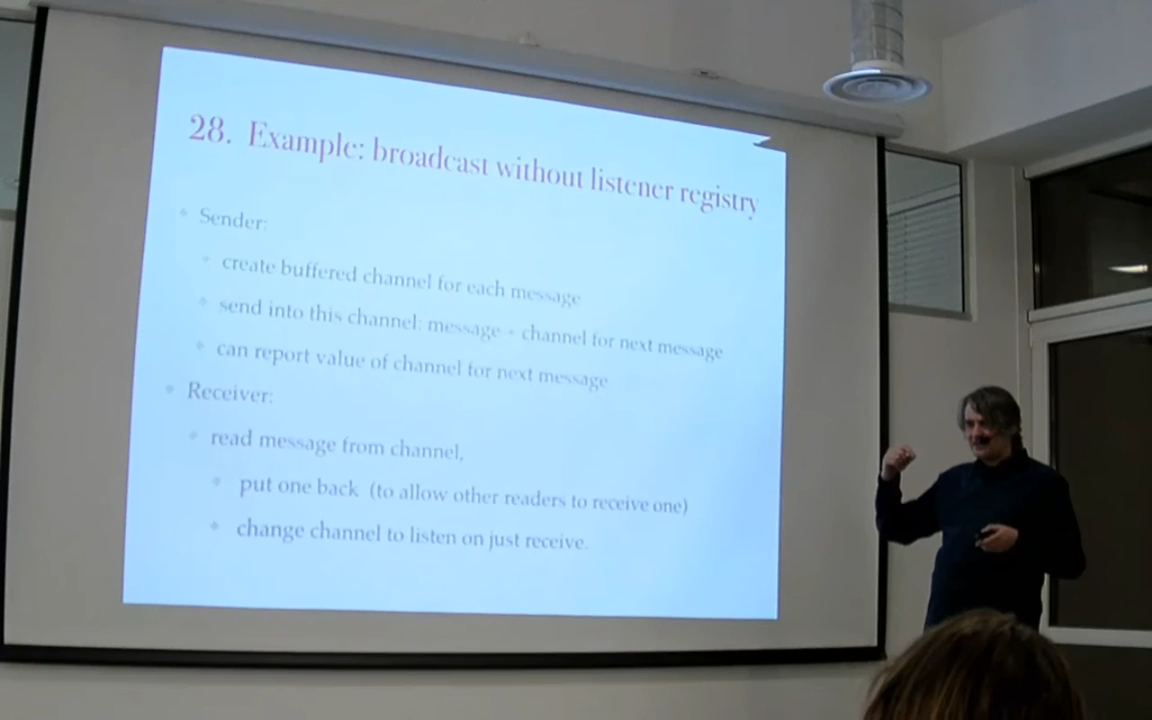 28. Example: broadcast without listener registry
Sender:
create buffered channel for each message
send into this channel: message + channel for next message
can report value of channel for next message
Receiver:
read message from channel,
put one back (to allow other readers to receive one)
change channel to listen on just receive.